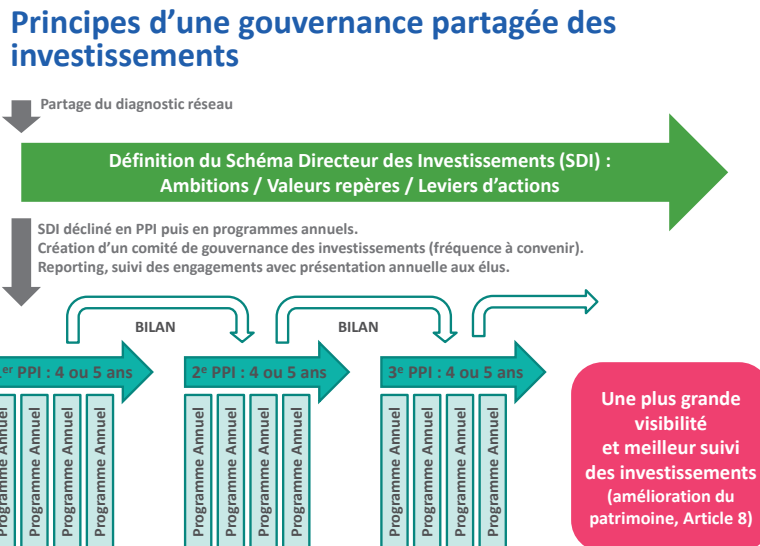 Principes d'une gouvernance partagée des
investissements
Partage du diagnostic réseau
Définition du Schéma Directeur des Investissements (SDI) :
Ambitions / Valeurs repères / Leviers d'actions
SDI décliné en PPI puis en programmes annuels.
Création d'un comité de gouvernance des investissements (fréquence à convenir).
Reporting, suivi des engagements avec présentation annuelle aux élus.
BILAN
BILAN
1er PPI : 4 ou 5 ans
2e PPI : 4 ou 5 ans
3e PPI : 4 ou 5 ans
Programme Annuel
Programme Annuel
Programme Annuel
Programme Annuel
Programme Annuel
Programme Annuel
Programme Annuel
Programme Annuel
Programme Annuel
Programme Annuel
Programme Annuel
Programme Annuel
Une plus grande
visibilité
et meilleur suivi
des investissements
(amélioration du
patrimoine, Article 8)